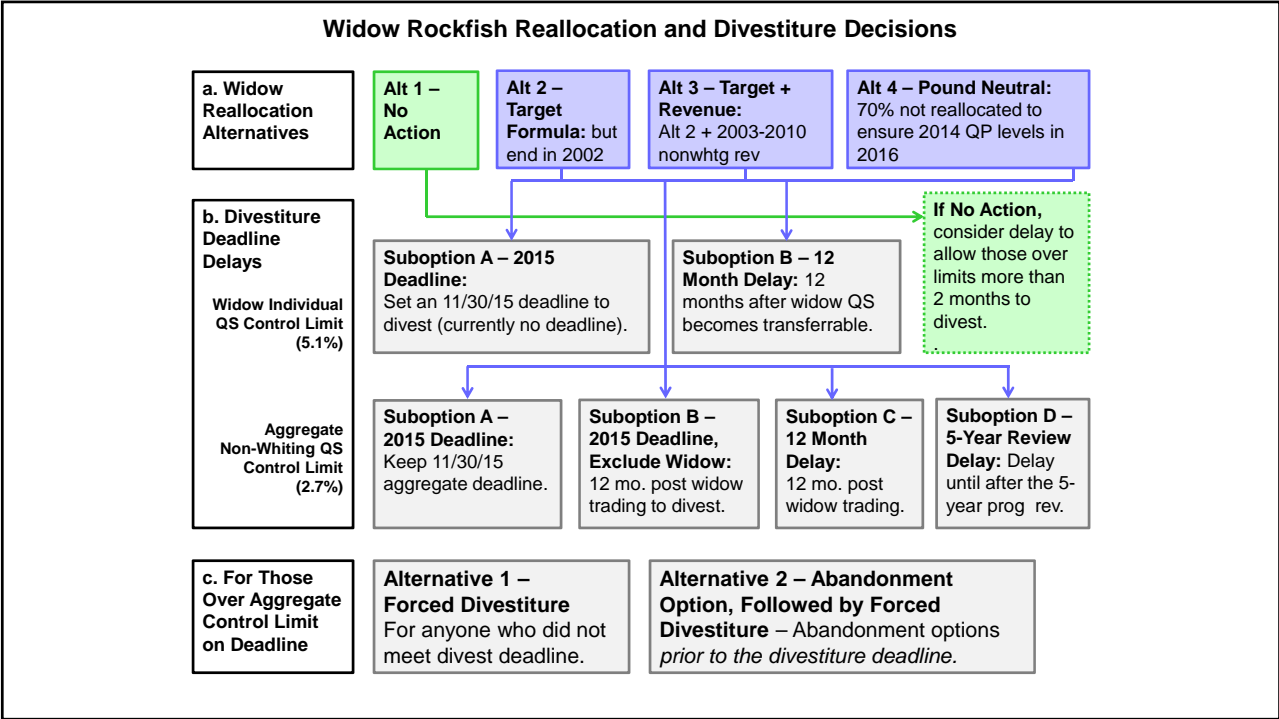 Widow Rockfish Reallocation and Divestiture Decisions
a. Widow
Reallocation
Alternatives
Alt 1 –
No
Action
Alt 2 –
Target
Formula: but
end in 2002
Alt 3 – Target +
Revenue:
Alt 2 + 2003-2010
nonwhtg rev
Alt 4 – Pound Neutral:
70% not reallocated to
ensure 2014 QP levels in
2016
b. Divestiture
Deadline
Delays
Widow Individual
QS Control Limit
(5.1%)
Suboption A – 2015
Deadline:
Set an 11/30/15 deadline to
divest (currently no deadline).
Suboption B – 12
Month Delay: 12
months after widow QS
becomes transferrable.
If No Action,
consider delay to
allow those over
limits more than
2 months to
divest.
.
Aggregate
Non-Whiting QS
Control Limit
(2.7%)
Suboption A –
2015 Deadline:
Keep 11/30/15
aggregate deadline.
Suboption B –
2015 Deadline,
Exclude Widow:
12 mo. post widow
trading to divest.
Suboption C –
12 Month
Delay:
12 mo. post
widow trading.
Suboption D –
5-Year Review
Delay: Delay
until after the 5-
year prog rev.
c. For Those
Over Aggregate
Control Limit
on Deadline
Alternative 1 –
Forced Divestiture
For anyone who did not
meet divest deadline.
Alternative 2 – Abandonment
Option, Followed by Forced
Divestiture – Abandonment options
prior to the divestiture deadline.